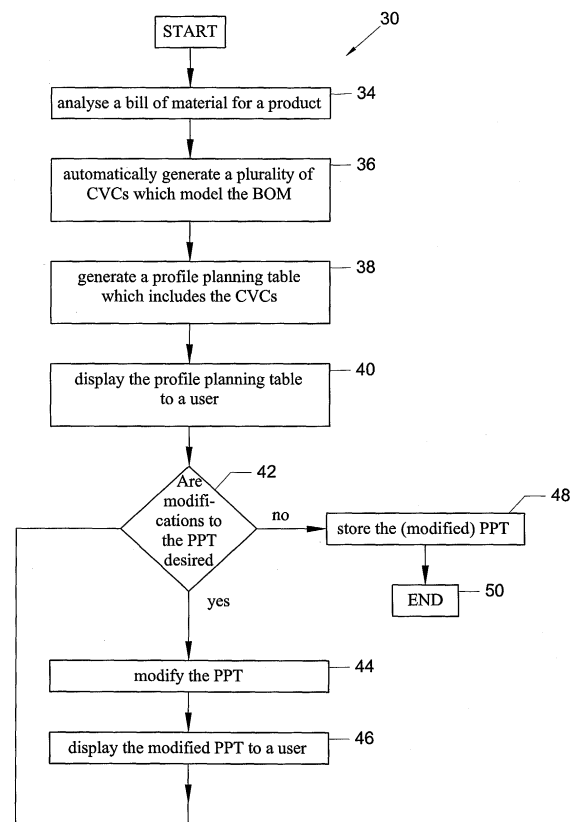 START
30
analyse a bill of material for a product
34
automatically generate a plurality of
CVCs which model the BOM
36
generate a profile planning table
which includes the CVCs
38
display the profile planning table
to a user
40
Are
modifi-
cations to
the PPT
desired
42
no
store the (modified) PPT
48
END
50
yes
modify the PPT
44
display the modified PPT to a user
46